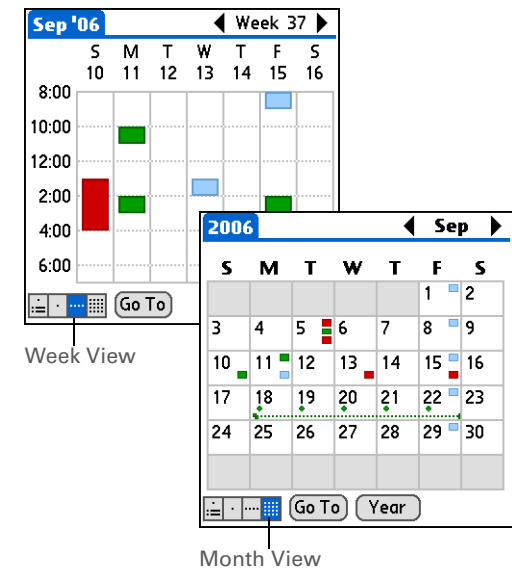 Sep '06 Week 37
S M T W T F S
10 11 12 13 14 15 16
8:00
10:00
12:00
2:00
4:00
6:00
Go To
Week View
2006 Sep
S M T W T F S
1 2
3 4 5 6 7 8 9
10 11 12 13 14 15 16
17 18 19 20 21 22 23
24 25 26 27 28 29 30
Go To Year
Month View